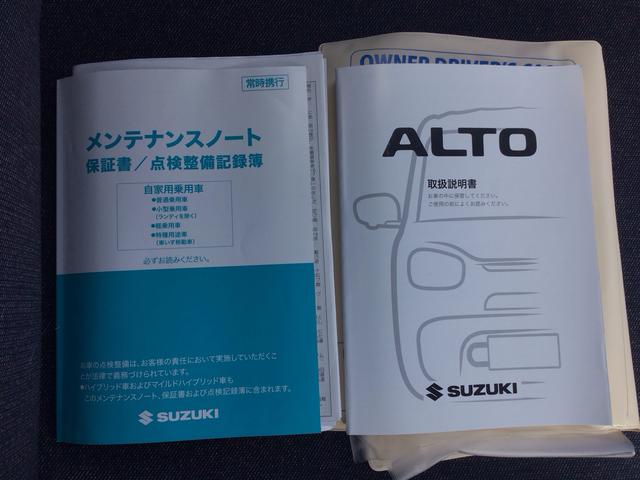 常時携行
メンテナンスノート
保証書／点検整備記録簿
自家用乗用車
●普通乗用車
●小型乗用車
(ランディを除く)
●軽乗用車
●特種用途車
(車いす移動車)
必ずお読みください。
お車の点検整備は、お客様の責任において実施していただくこ
とが法律で義務づけられています。
●ハイブリッド車およびマイルドハイブリッド車も
このメンテナンスノート、保証書および点検記録簿に含まれます。
SUZUKI
OWNER DRIVER'S
ALTO
取扱説明書
お車の中に保管してください。
ご使用の前によくお読みください。
SUZUKI